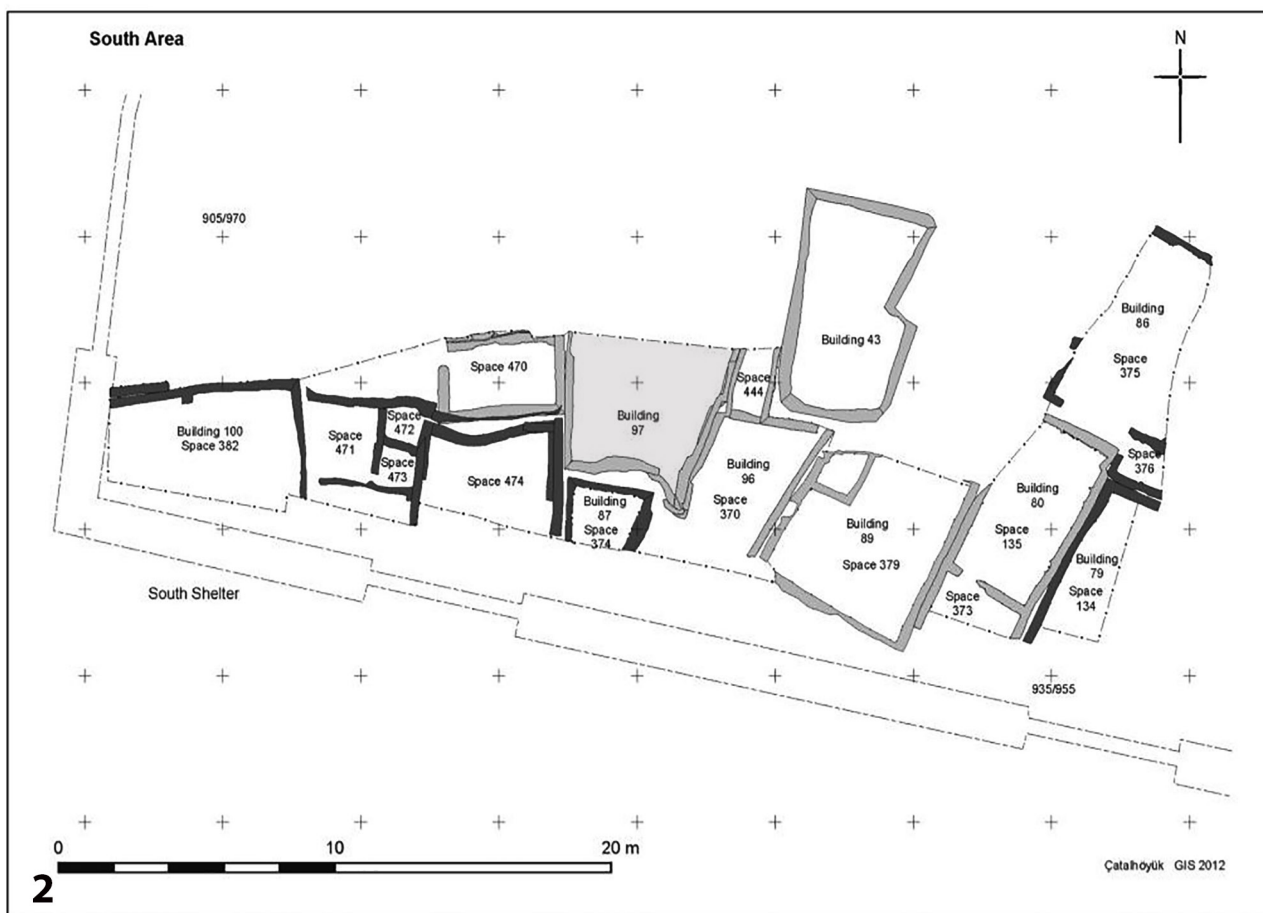 South Area
N
905/970
Building 43
Building
86
Space
375
Space 470
Space
444
Building
97
Space
472
Building 100
Space 382
Space
471
Space
473
Space 474
Building
96
Space
370
Space
376
Building
80
Space
135
Building
87
Space
374
Building
89
Space 379
Building
79
Space
134
Space
373
South Shelter
935/955
0
10
20 m
Çatalhöyük GIS 2012
2